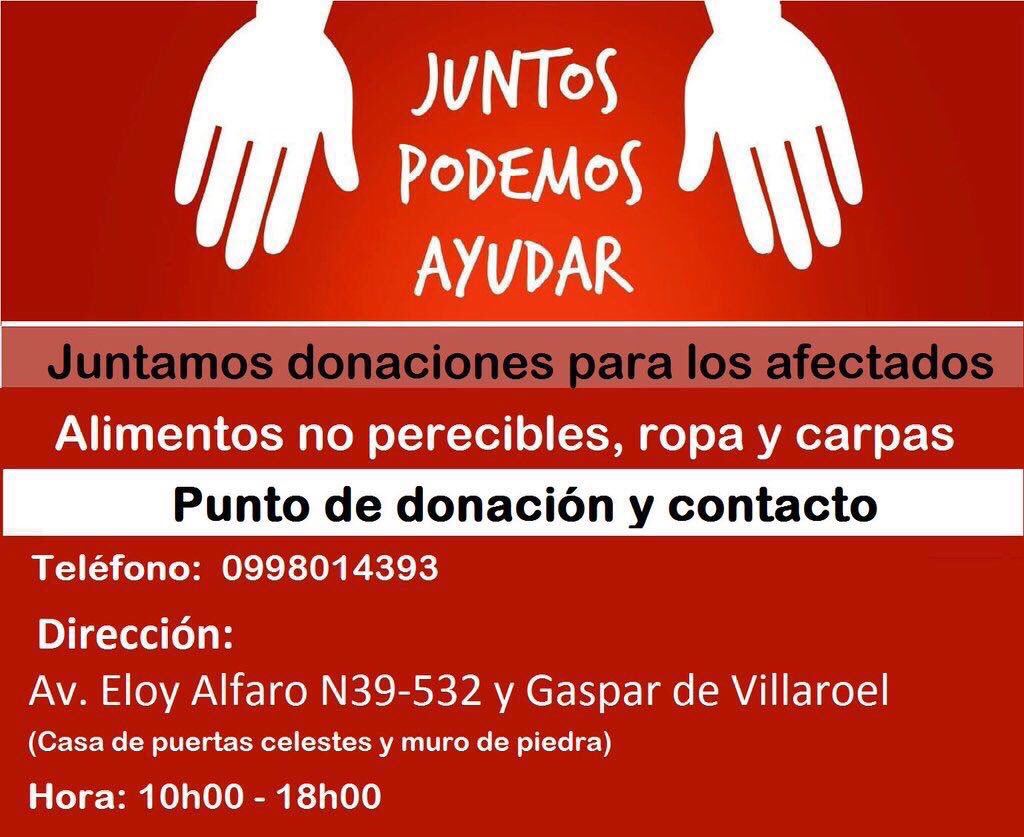 JUNTOS
PODEMOS
AYUDAR
Juntamos donaciones para los afectados
Alimentos no perecibles, ropa y carpas
Punto de donación y contacto
Teléfono: 0998014393
Dirección:
Av. Eloy Alfaro N39-532 y Gaspar de Villaroel
(Casa de puertas celestes y muro de piedra)
Hora: 10h00 - 18h00